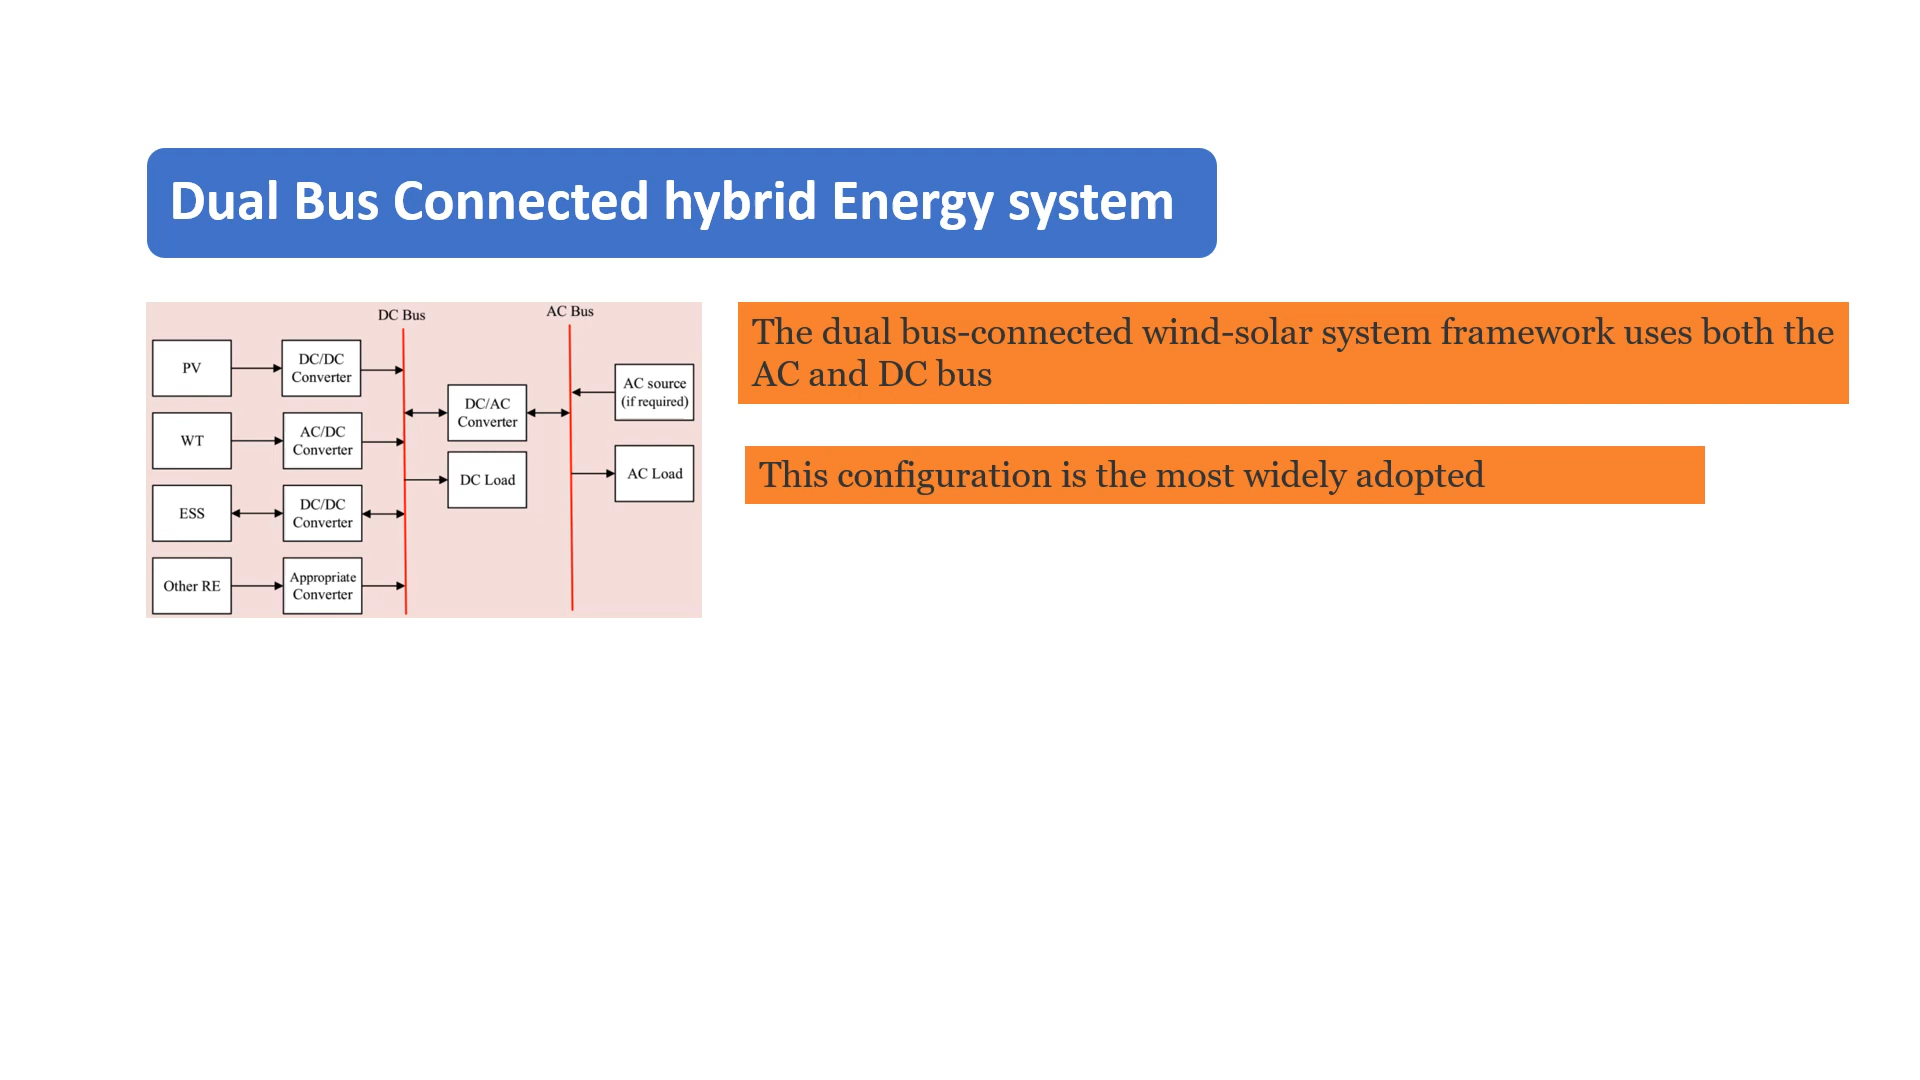 Dual Bus Connected hybrid Energy system
DC Bus
AC Bus
PV
DC/DC
Converter
WT
AC/DC
Converter
ESS
DC/DC
Converter
Other RE
Appropriate
Converter
DC/AC
Converter
DC Load
AC source
(if required)
AC Load
The dual bus-connected wind-solar system framework uses both the
AC and DC bus
This configuration is the most widely adopted